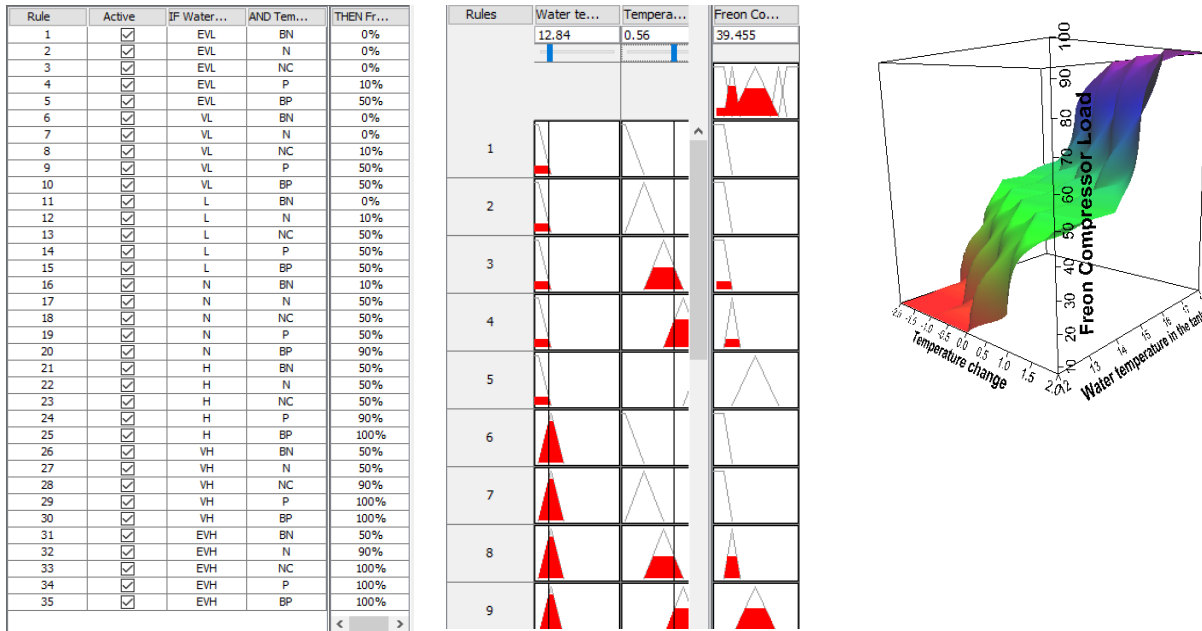 Rule Active IF Water... AND Tem... THEN Fr...
1 EVL BN 0%
2 EVL N 0%
3 EVL NC 0%
4 EVL P 10%
5 EVL BP 50%
6 VL BN 0%
7 VL N 0%
8 VL NC 10%
9 VL P 50%
10 VL BP 50%
11 L BN 0%
12 L N 10%
13 L NC 50%
14 L P 50%
15 L BP 50%
16 N BN 10%
17 N N 50%
18 N NC 50%
19 N P 50%
20 N BP 90%
21 H BN 50%
22 H N 50%
23 H NC 50%
24 H P 90%
25 H BP 100%
26 VH BN 50%
27 VH N 50%
28 VH NC 90%
29 VH P 100%
30 VH BP 100%
31 EVH BN 50%
32 EVH N 90%
33 EVH NC 100%
34 EVH P 100%
35 EVH BP 100%
Rules Water te... Tempera... Freon Co...
12.84 0.56 39.455
1
2
3
4
5
6
7
8
9
Freon Compressor Load
100
90
80
70
60
50
40
30
20
10
Temperature change
-2.0 -1.5 -1.0 -0.5 0.0 0.5 1.0 1.5 2.0
Water temperature in the tank
12 13 14 15 16 17